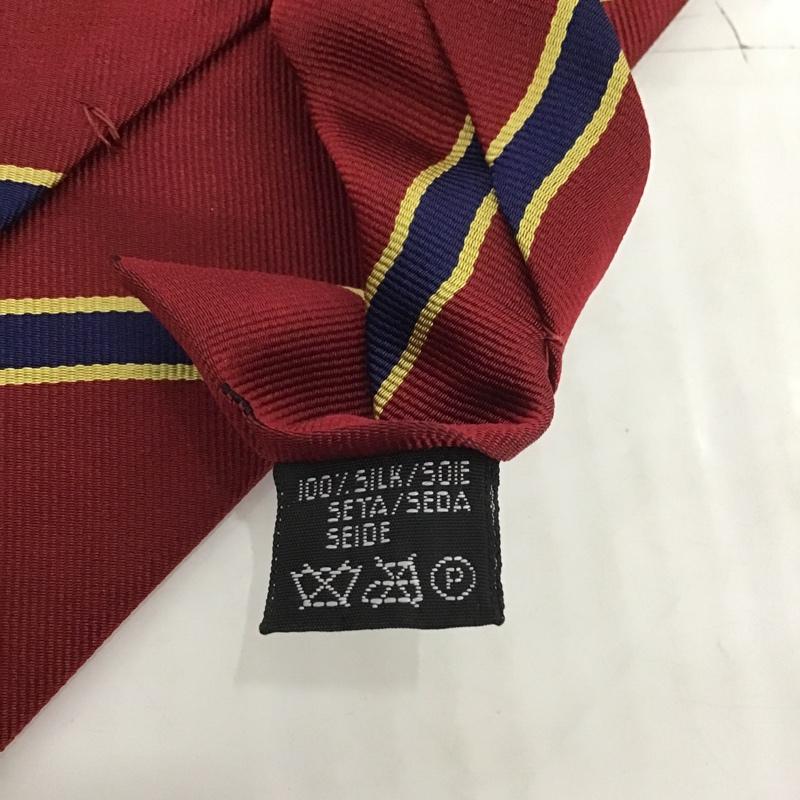 100% SILK/SOIE
SETA/SEDA
SEIDE
P